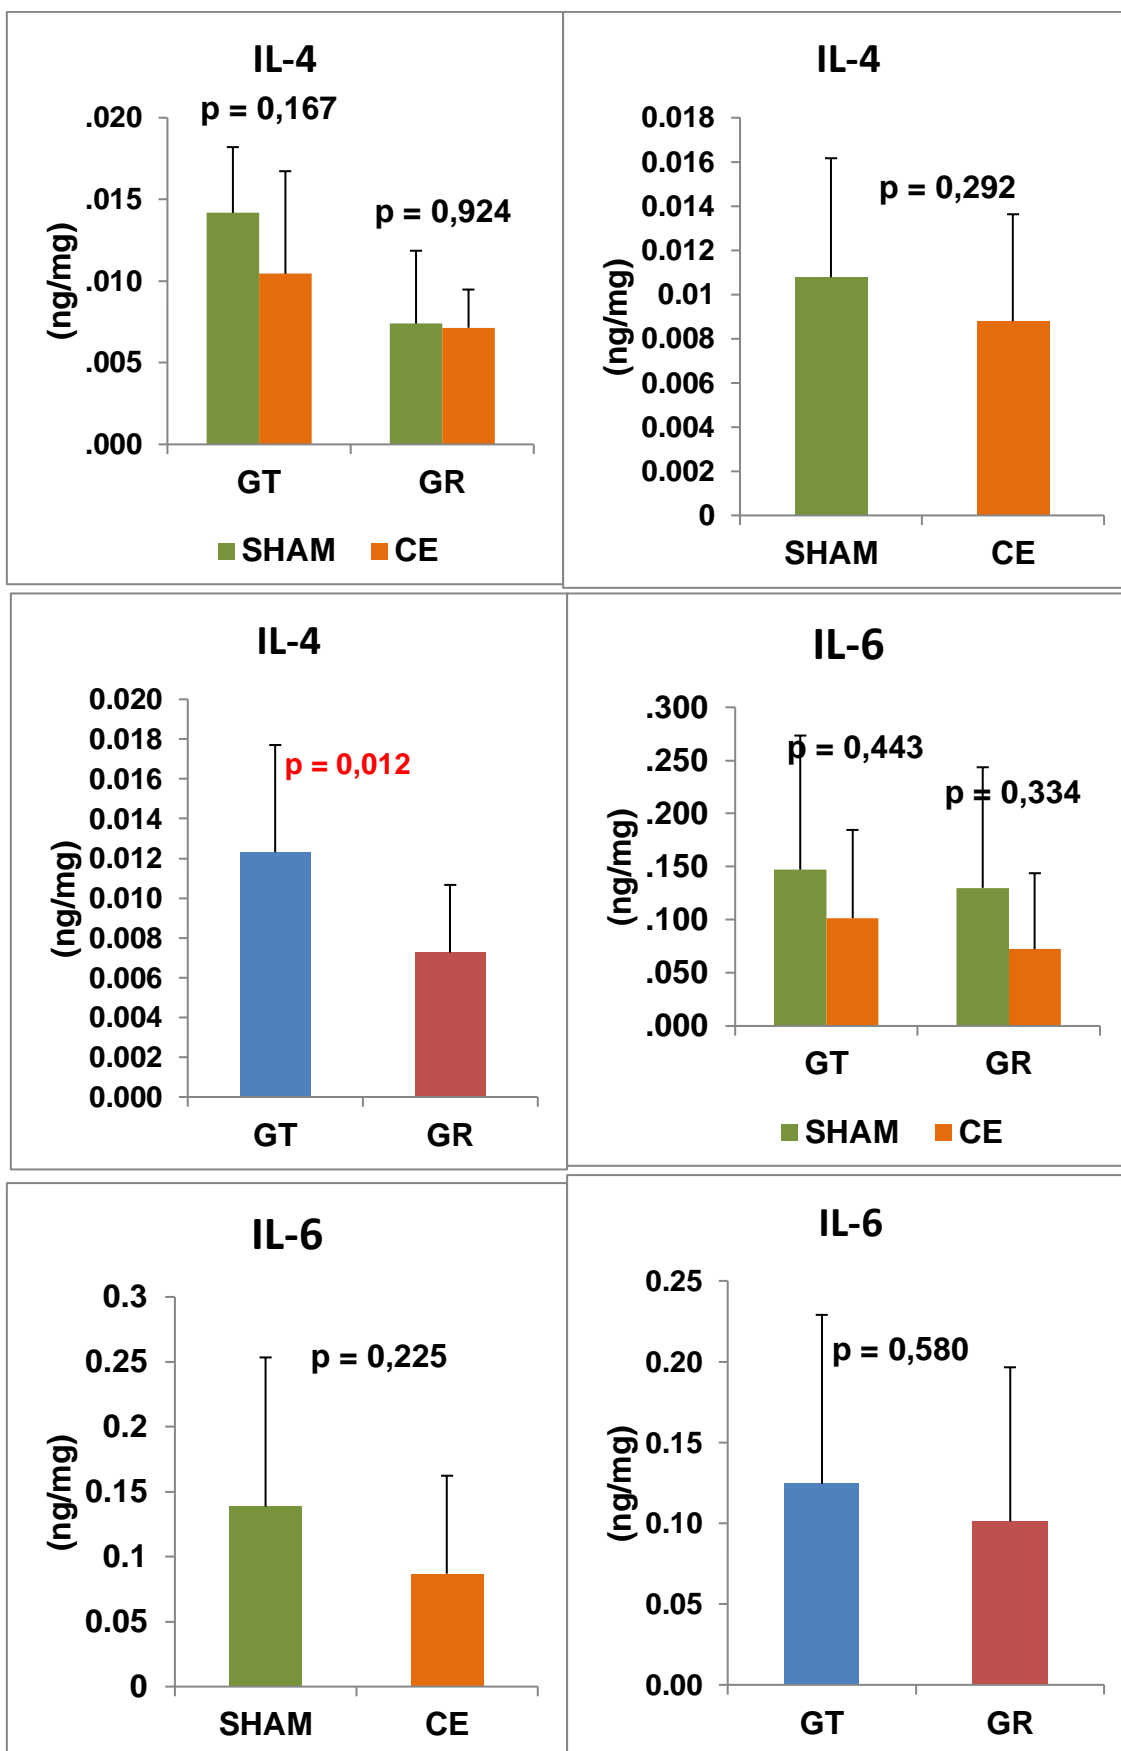 IL-4
p = 0,167
p = 0,924
(ng/mg)
.020
.015
.010
.005
.000
GT GR
SHAM CE
IL-4
p = 0,292
(ng/mg)
0.018
0.016
0.014
0.012
0.01
0.008
0.006
0.004
0.002
0
SHAM CE
IL-4
p = 0,012
(ng/mg)
0.020
0.018
0.016
0.014
0.012
0.010
0.008
0.006
0.004
0.002
0.000
GT GR
IL-6
p = 0,443
p = 0,334
(ng/mg)
.300
.250
.200
.150
.100
.050
.000
GT GR
SHAM CE
IL-6
p = 0,225
(ng/mg)
0.3
0.25
0.2
0.15
0.1
0.05
0
SHAM CE
IL-6
p = 0,580
(ng/mg)
0.25
0.20
0.15
0.10
0.05
0.00
GT GR